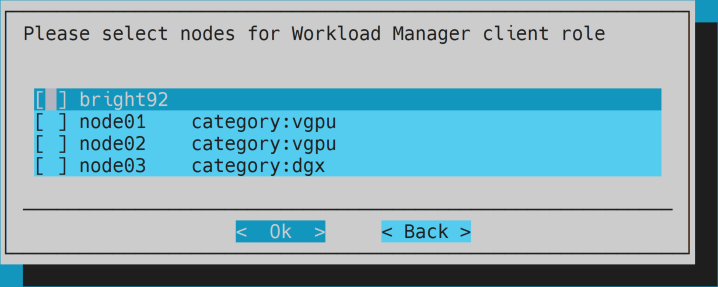 Please select nodes for Workload Manager client role
[ ] bright92
[ ] node01 category:vgpu
[ ] node02 category:vgpu
[ ] node03 category:dgx
< Ok > < Back >